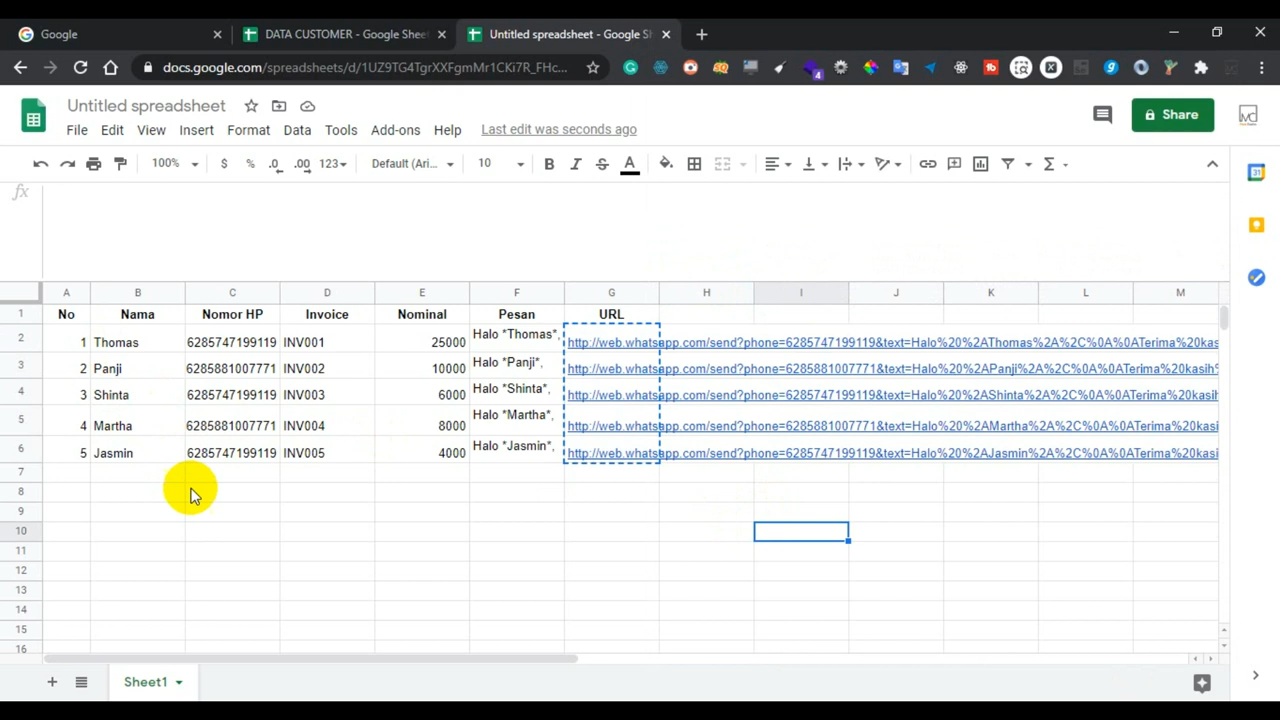 Google
DATA CUSTOMER - Google Shee
Untitled spreadsheet - Google Sh
docs.google.com/spreadsheets/d/1UZ9TG4TgrXXFgmMr1CKi7R_FHc...
4
Untitled spreadsheet
File Edit View Insert Format Data Tools Add-ons Help Last edit was seconds ago
Share
100% $ % .0 .00 123 Default (Ari... 10 B I S A
fx
A B C D E F G H I J K L M
1 No Nama Nomor HP Invoice Nominal Pesan URL
2 1 Thomas 6285747199119 INV001 25000 Halo *Thomas*, http://web.whatsapp.com/send?phone=6285747199119&text=Halo%20%2AThomas%2A%2C%0A%0ATerima%20kas
3 2 Panji 6285881007771 INV002 10000 Halo *Panji*, http://web.whatsapp.com/send?phone=6285881007771&text=Halo%20%2APanji%2A%2C%0A%0ATerima%20kasih%
4 3 Shinta 6285747199119 INV003 6000 Halo *Shinta*, http://web.whatsapp.com/send?phone=6285747199119&text=Halo%20%2AShinta%2A%2C%0A%0ATerima%20kasi
5 4 Martha 6285881007771 INV004 8000 Halo *Martha*, http://web.whatsapp.com/send?phone=6285881007771&text=Halo%20%2AMartha%2A%2C%0A%0ATerima%20kasi
6 5 Jasmin 6285747199119 INV005 4000 Halo *Jasmin*, http://web.whatsapp.com/send?phone=6285747199119&text=Halo%20%2AJasmin%2A%2C%0A%0ATerima%20kasi
7
8
9
10
11
12
13
14
15
16
Sheet1
31